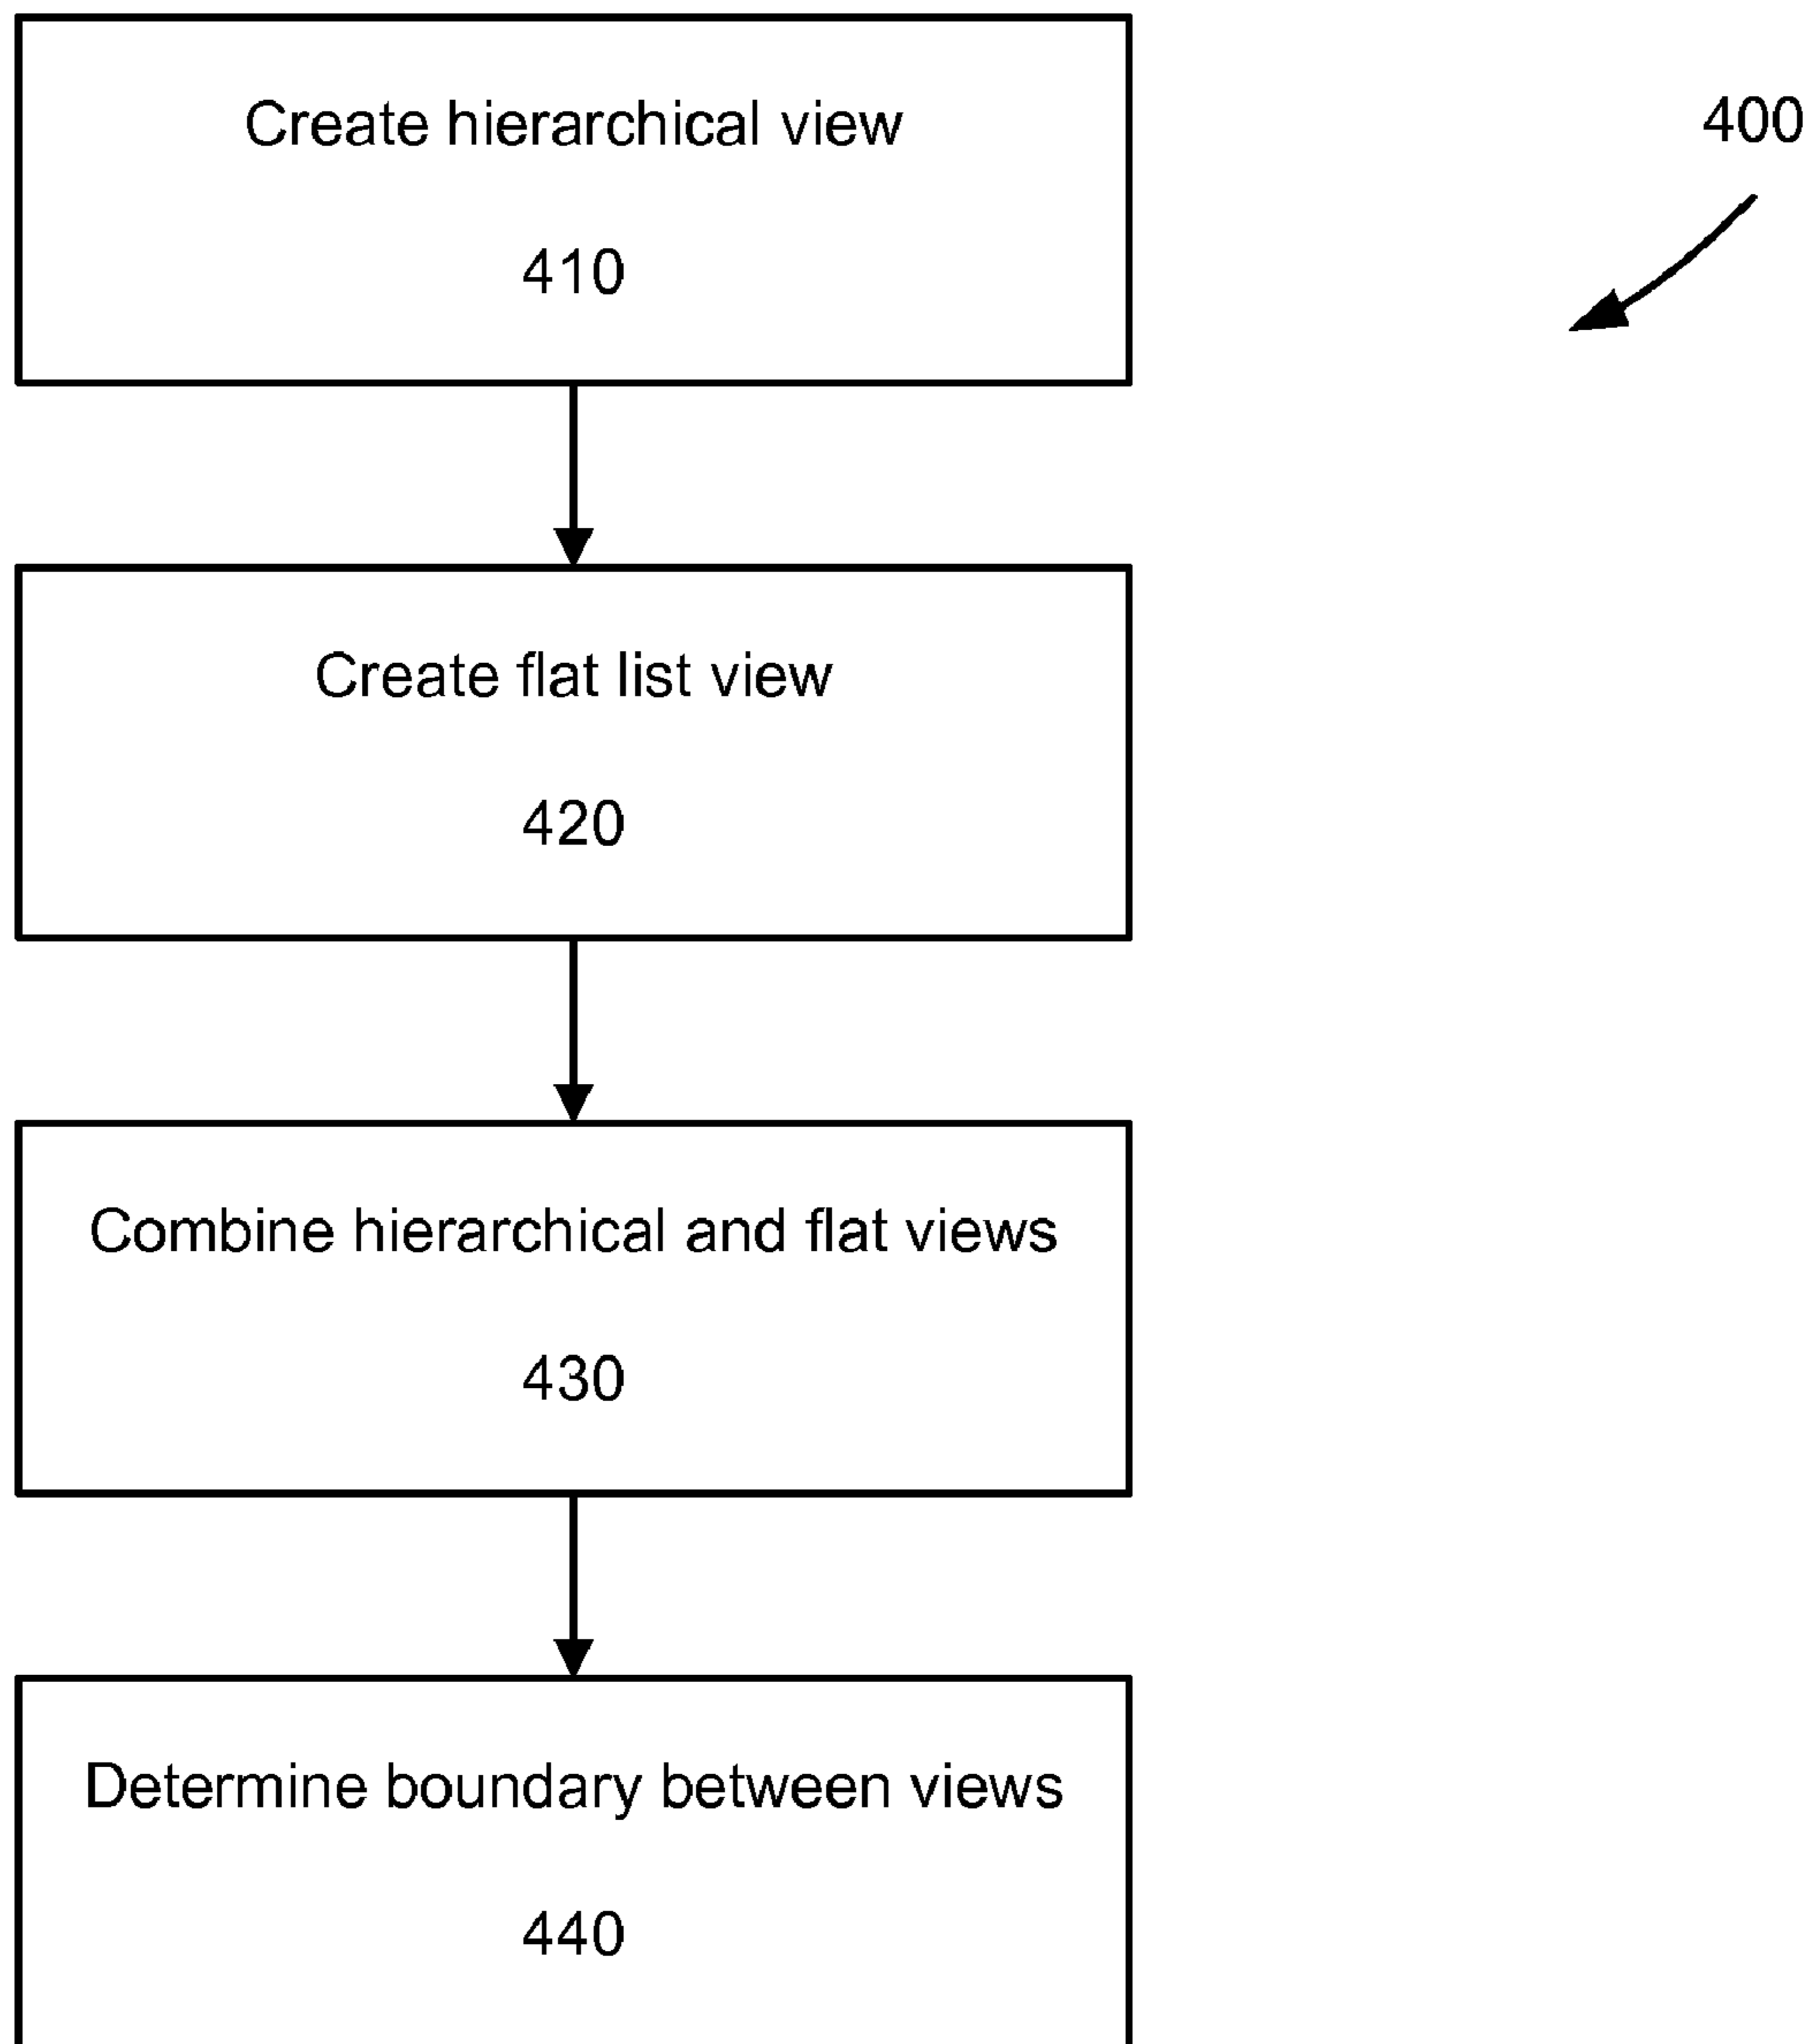 Create hierarchical view
400
410
Create flat list view
420
Combine hierarchical and flat views
430
Determine boundary between views
440